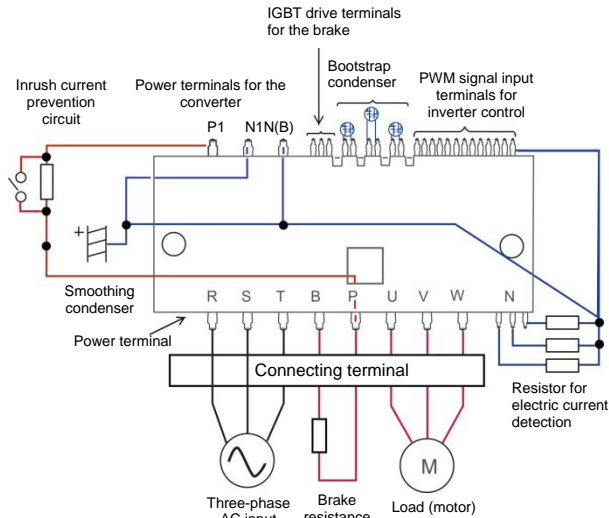 IGBT drive terminals
for the brake
Bootstrap
condenser
Inrush current
prevention
circuit
Power terminals for the
converter
PWM signal input
terminals for
inverter control
P1 N1N(B)
+
Smoothing
condenser
R S T B P U V W N
Power terminal
Connecting terminal
Resistor for
electric current
detection
M
Three-phase
AC input
Brake
resistance
Load (motor)